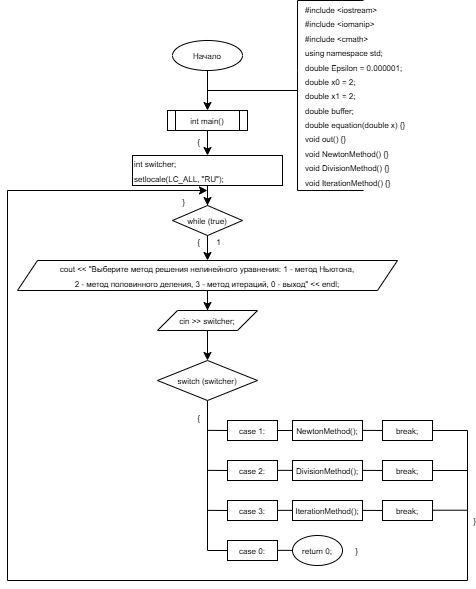 #include <iostream>
#include <iomanip>
#include <cmath>
using namespace std;
double Epsilon = 0.000001;
double x0 = 2;
double x1 = 2;
double buffer;
double equation(double x) {}
void out() {}
void NewtonMethod() {}
void DivisionMethod() {}
void IterationMethod() {}
Начало
int main()
{
int switcher;
setlocale(LC_ALL, "RU");
}
while (true)
{ 1
cout << "Выберите метод решения нелинейного уравнения: 1 - метод Ньютона,
2 - метод половинного деления, 3 - метод итераций, 0 - выход" << endl;
cin >> switcher;
switch (switcher)
{
case 1: NewtonMethod(); break;
case 2: DivisionMethod(); break;
case 3: IterationMethod(); break;
}
case 0: return 0; }